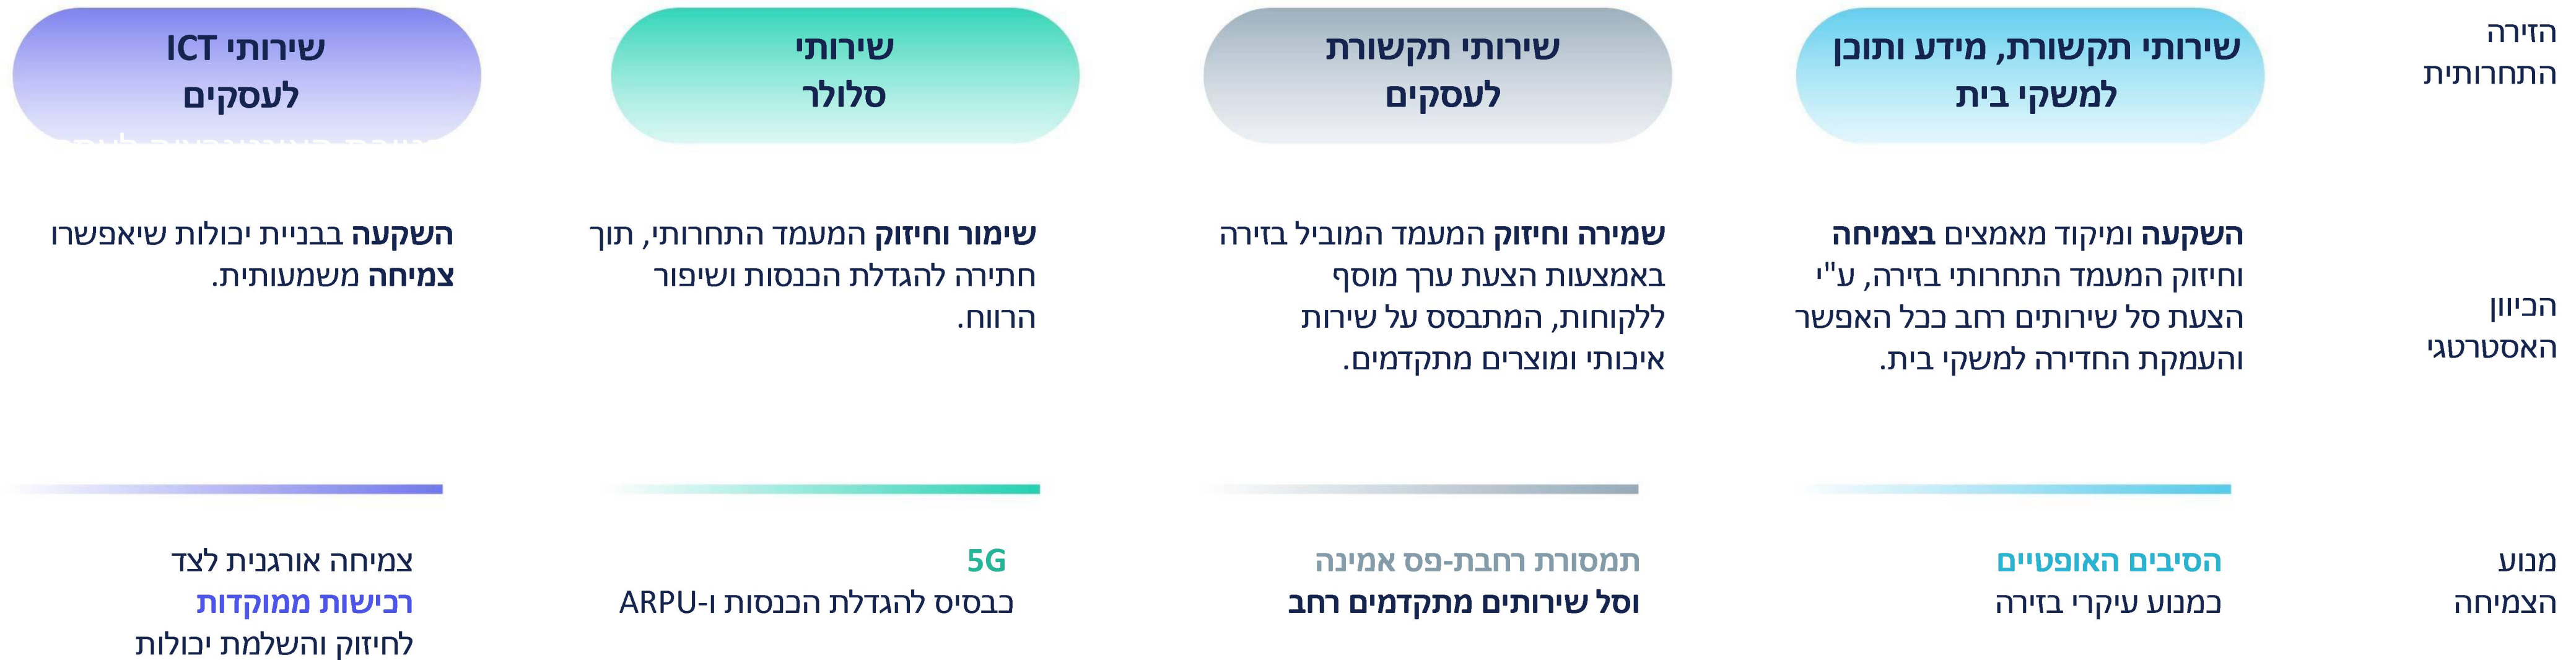 הזירה
התחרותית
שירותי תקשורת, מידע ותוכן
למשקי בית
שירותי תקשורת
לעסקים
שירותי
סלולר
שירותי ICT
לעסקים
הכיוון
האסטרטגי
השקעה ומיקוד מאמצים בצמיחה
וחיזוק המעמד התחרותי בזירה, ע"י
הצעת סל שירותים רחב ככל האפשר
והעמקת החדירה למשקי בית.
שמירה וחיזוק המעמד המוביל בזירה
באמצעות הצעת ערך מוסף
ללקוחות, המתבסס על שירות
איכותי ומוצרים מתקדמים.
שימור וחיזוק המעמד התחרותי, תוך
חתירה להגדלת הכנסות ושיפור
הרווח.
השקעה בבניית יכולות שיאפשרו
צמיחה משמעותית.
מנוע
הצמיחה
הסיבים האופטיים
כמנוע עיקרי בזירה
תמסורת רחבת-פס אמינה
וסל שירותים מתקדמים רחב
5G
כבסיס להגדלת הכנסות ו-ARPU
צמיחה אורגנית לצד
רכישות ממוקדות
לחיזוק והשלמת יכולות